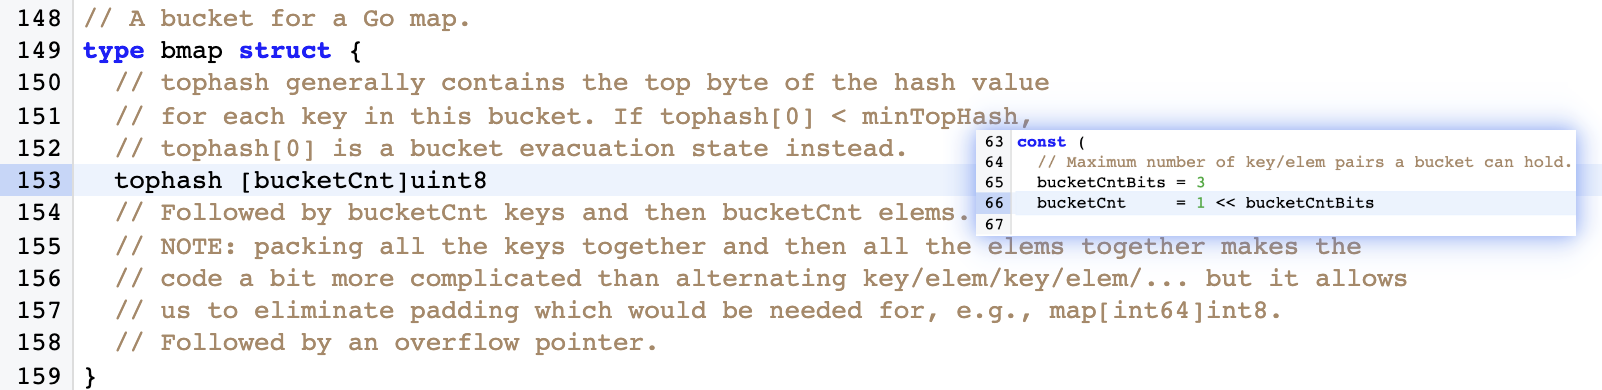 148 // A bucket for a Go map.
149 type bmap struct {
150 // tophash generally contains the top byte of the hash value
151 // for each key in this bucket. If tophash[0] < minTopHash,
152 // tophash[0] is a bucket evacuation state instead.
153 tophash [bucketCnt]uint8
154 // Followed by bucketCnt keys and then bucketCnt elems.
155 // NOTE: packing all the keys together and then all the elems together makes the
156 // code a bit more complicated than alternating key/elem/key/elem/... but it allows
157 // us to eliminate padding which would be needed for, e.g., map[int64]int8.
158 // Followed by an overflow pointer.
159 }
63 const (
64 // Maximum number of key/elem pairs a bucket can hold.
65 bucketCntBits = 3
66 bucketCnt = 1 << bucketCntBits
67